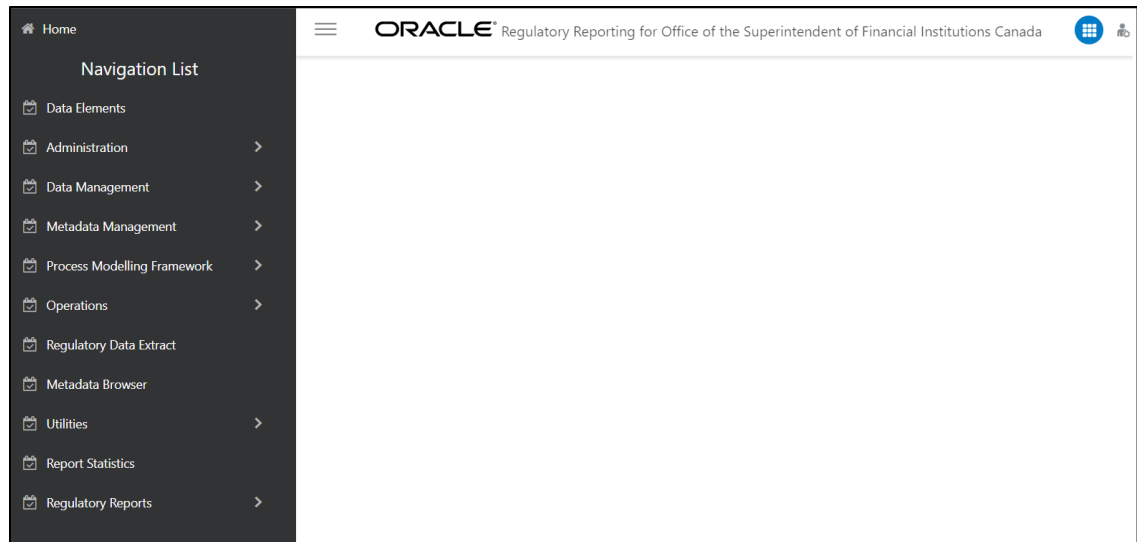 Home
ORACLE® Regulatory Reporting for Office of the Superintendent of Financial Institutions Canada
Navigation List
Data Elements
Administration
Data Management
Metadata Management
Process Modelling Framework
Operations
Regulatory Data Extract
Metadata Browser
Utilities
Report Statistics
Regulatory Reports